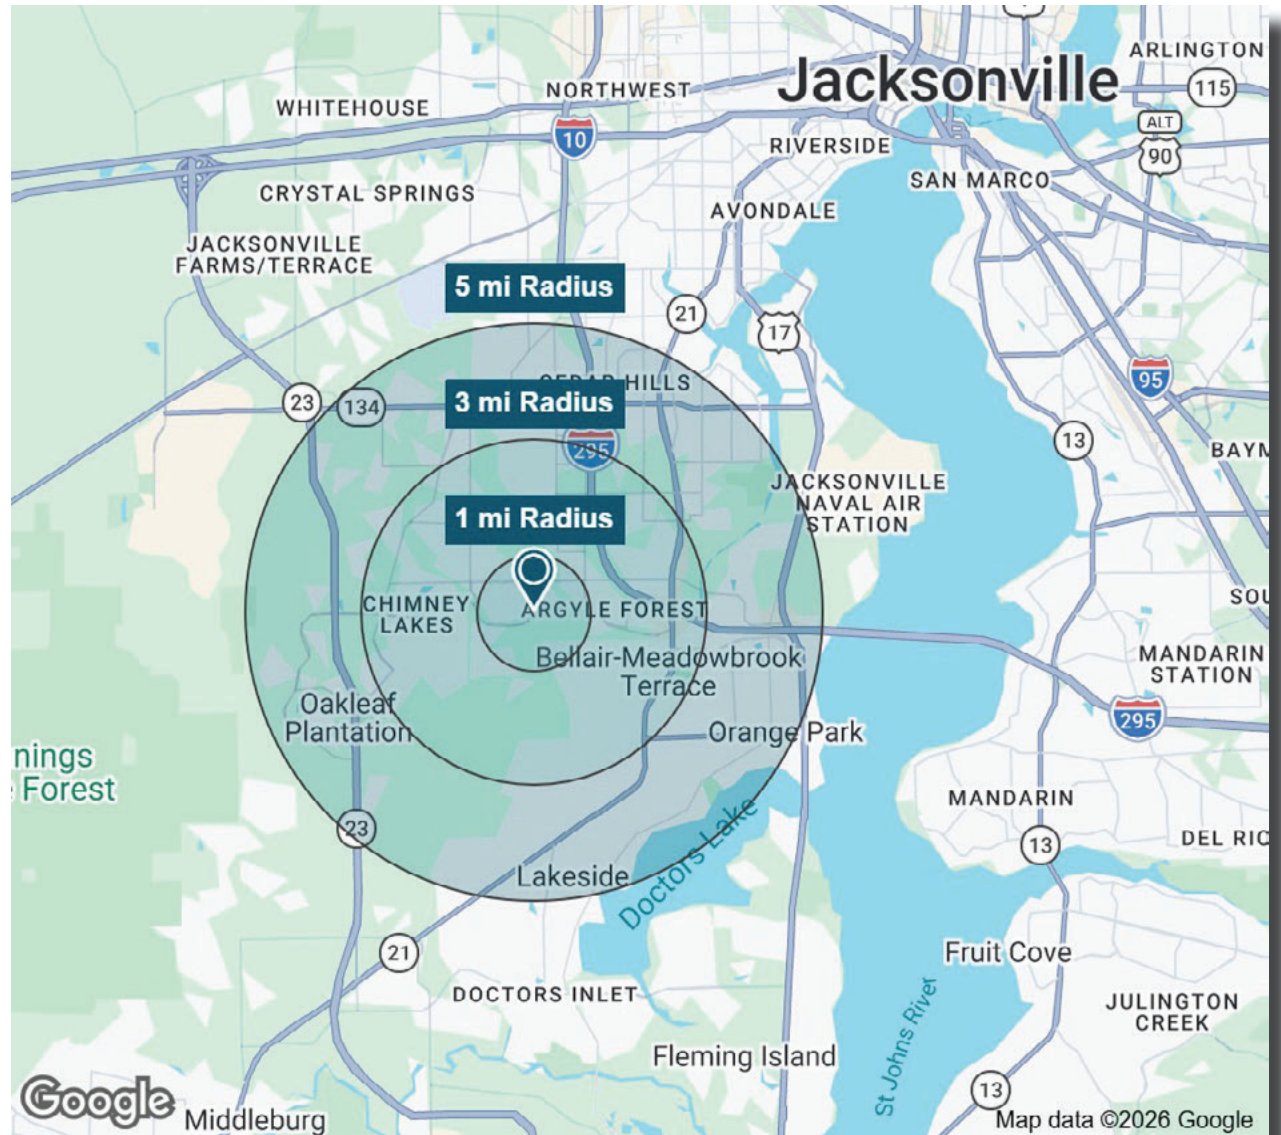 ARLINGTON
Jacksonville
115
NORTHWEST
WHITEHOUSE
ALT
10
RIVERSIDE
90
SAN MARCO
CRYSTAL SPRINGS
AVONDALE
JACKSONVILLE
FARMS/TERRACE
5 mi Radius
21
17
95
CEDAR HILLS
3 mi Radius
23
134
13
295
BAYM
JACKSONVILLE
NAVAL AIR
STATION
1 mi Radius
CHIMNEY
LAKES
ARGYLE FOREST
SOU
Bellair-Meadowbrook
Terrace
MANDARIN
STATION
Oakleaf
Plantation
Orange Park
295
nings
Forest
MANDARIN
23
13
DEL RIO
Lakeside
Doctors Lake
21
Fruit Cove
DOCTORS INLET
JULINGTON
CREEK
St Johns River
Fleming Island
13
Google
Middleburg
Map data ©2026 Google